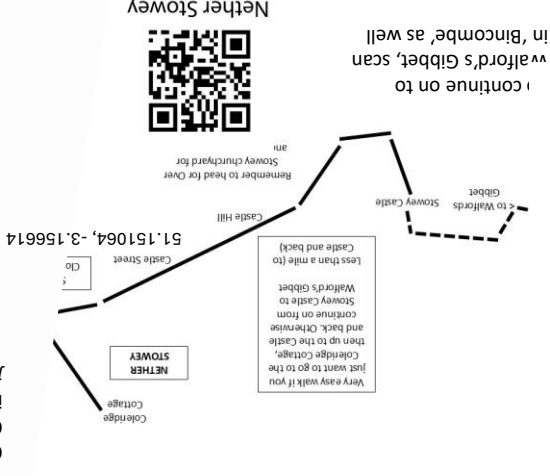 Coleridge
Cottage
NETHER
STOWEY
Very easy walk if you
just want to go to the
Coleridge Cottage,
then up to the Castle
and back. Otherwise
continue on from
Stowey Castle to
Walford's Gibbet
Less than a mile (to
Castle and back)
Castle Street
51.151064, -3.156614
Castle Hill
Stowey Castle
< to Walfords
Gibbet
Remember to head for Over
Stowey churchyard for
continue on to
Walford's Gibbet, scan
in 'Bincombe' as well
Nether Stowey